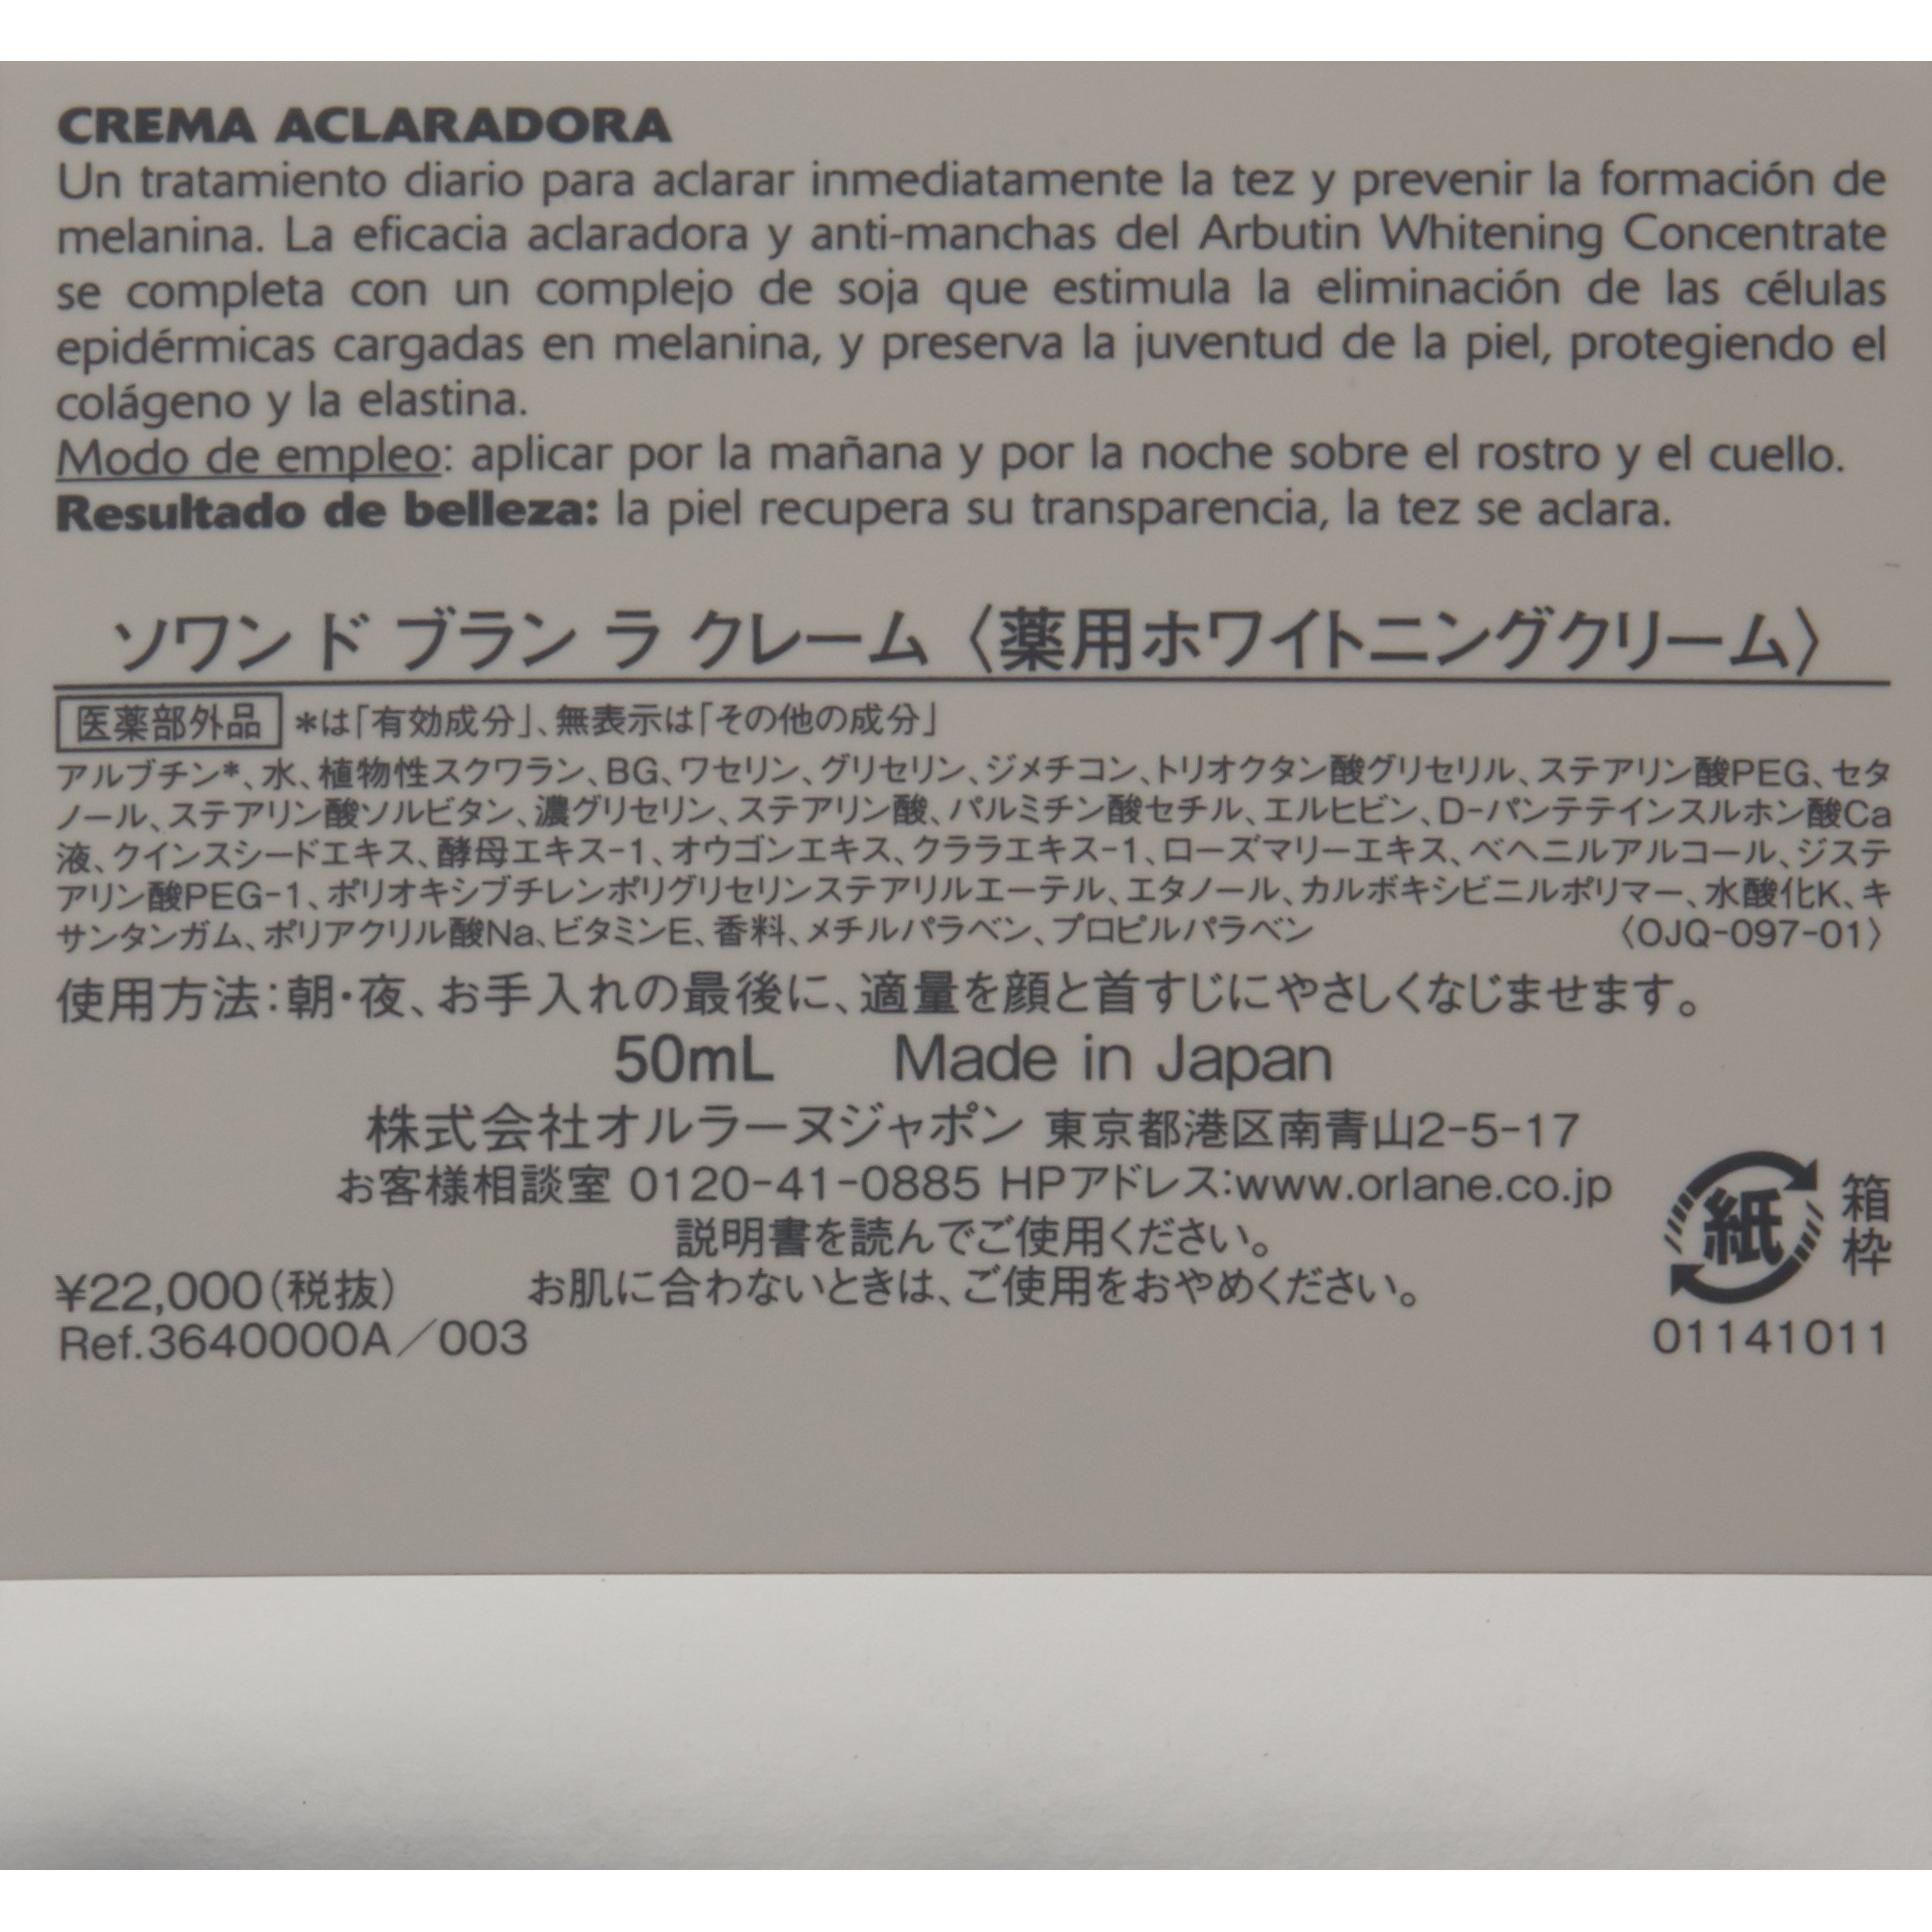 CREMA ACLARADORA
Un tratamiento diario para aclarar inmediatamente la tez y prevenir la formación de
melanina. La eficacia aclaradora y anti-manchas del Arbutin Whitening Concentrate
se completa con un complejo de soja que estimula la eliminación de las células
epidérmicas cargadas en melanina, y preserva la juventud de la piel, protegiendo el
colágeno y la elastina.
Modo de empleo: aplicar por la mañana y por la noche sobre el rostro y el cuello.
Resultado de belleza: la piel recupera su transparencia, la tez se aclara.
ソワン ド ブラン ラ クレーム〈薬用ホワイトニングクリーム〉
医薬部外品 *は「有効成分」、無表示は「その他の成分」
アルブチン*、水、植物性スクワラン、BG、ワセリン、グリセリン、ジメチコン、トリオクタン酸グリセリル、ステアリン酸PEG、セタ
ノール、ステアリン酸ソルビタン、濃グリセリン、ステアリン酸、パルミチン酸セチル、エルヒビン、D-パンテテインスルホン酸Ca
液、クインスシードエキス、酵母エキス-1、オウゴンエキス、クララエキス-1、ローズマリーエキス、ベヘニルアルコール、ジステ
アリン酸PEG-1、ポリオキシブチレンポリグリセリンステアリルエーテル、エタノール、カルボキシビニルポリマー、水酸化K、キ
サンタンガム、ポリアクリル酸Na、ビタミンE、香料、メチルパラベン、プロピルパラベン 〈OJQ-097-01〉
使用方法：朝・夜、お手入れの最後に、適量を顔と首すじにやさしくなじませます。
50mL Made in Japan
株式会社オルラーヌジャポン 東京都港区南青山2-5-17
お客様相談室 0120-41-0885 HPアドレス：www.orlane.co.jp
説明書を読んでご使用ください。
¥22,000（税抜） お肌に合わないときは、ご使用をおやめください。
紙 箱 枠
Ref.3640000A／003 01141011